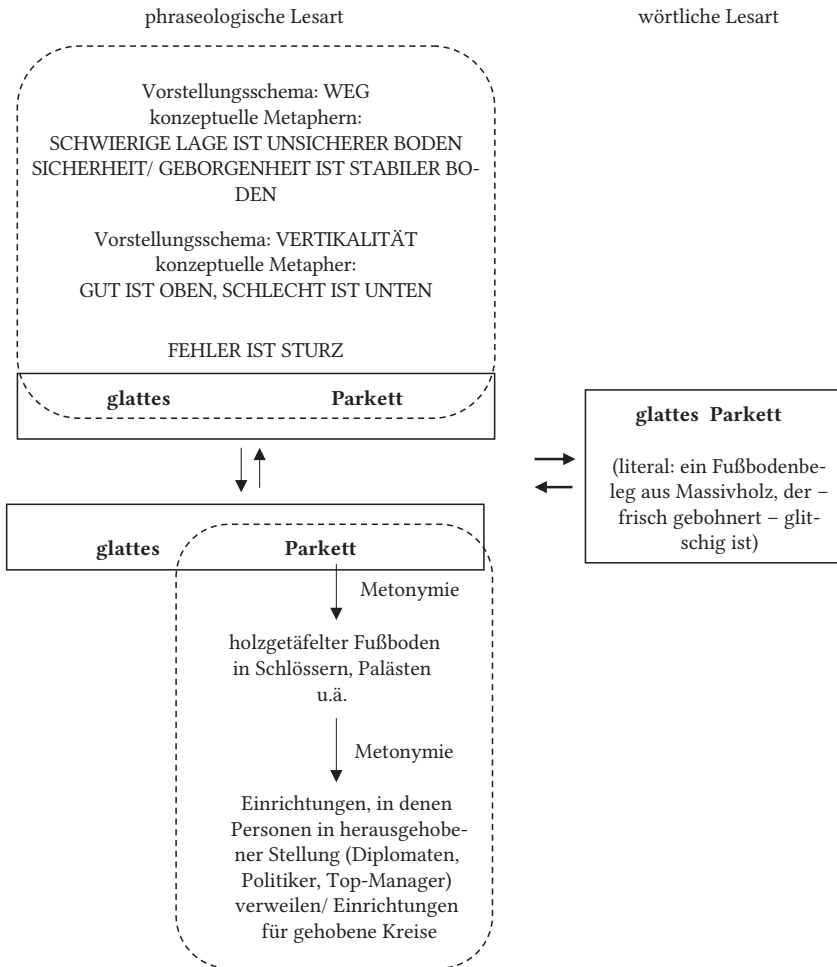 phraseologische Lesart
wörtliche Lesart
Vorstellungsschema: WEG
konzeptuelle Metaphern:
SCHWIERIGE LAGE IST UNSICHERER BODEN
SICHERHEIT/ GEBORGENHEIT IST STABILER BO-
DEN
Vorstellungsschema: VERTIKALITÄT
konzeptuelle Metapher:
GUT IST OBEN, SCHLECHT IST UNTEN
FEHLER IST STURZ
glattes Parkett
glattes Parkett
(literal: ein Fußbodenbe-
leg aus Massivholz, der –
frisch gebohnert – glit-
schig ist)
glattes Parkett
Metonymie
holzgetäfelter Fußboden
in Schlössern, Palästen
u.ä.
Metonymie
Einrichtungen, in denen
Personen in herausgehobe-
ner Stellung (Diplomaten,
Politiker, Top-Manager)
verweilen/ Einrichtungen
für gehobene Kreise